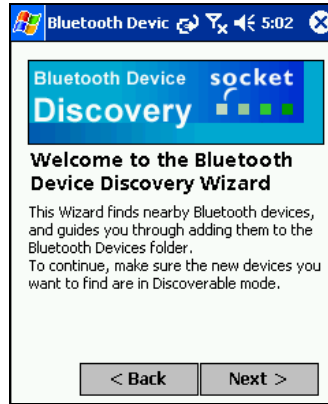 Bluetooth Devic 5:02
Bluetooth Device socket
Discovery
Welcome to the Bluetooth
Device Discovery Wizard
This Wizard finds nearby Bluetooth devices,
and guides you through adding them to the
Bluetooth Devices folder.
To continue, make sure the new devices you
want to find are in Discoverable mode.
< Back Next >